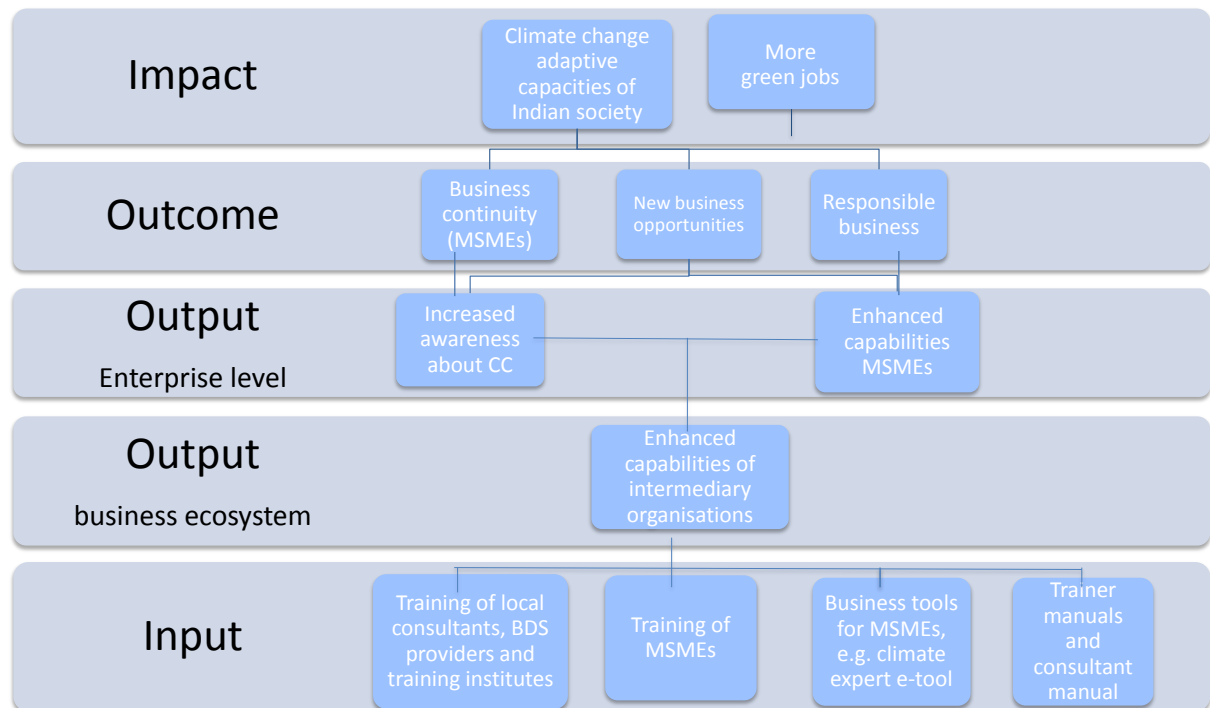 Impact
Climate change
adaptive
capacities of
Indian society
More
green jobs
Outcome
Business
continuity
(MSMEs)
New business
opportunities
Responsible
business
Output
Enterprise level
Increased
awareness
about CC
Enhanced
capabilities
MSMEs
Output
business ecosystem
Enhanced
capabilities of
intermediary
organisations
Input
Training of local
consultants, BDS
providers and
training institutes
Training of
MSMEs
Business tools
for MSMEs,
e.g. climate
expert e-tool
Trainer
manuals
and
consultant
manual